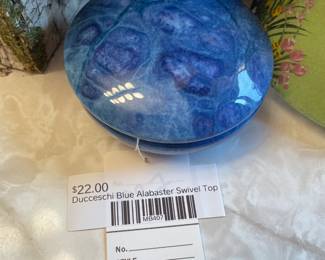 $22.00
Ducceschi Blue Alabaster Swivel Top
MB407
No.